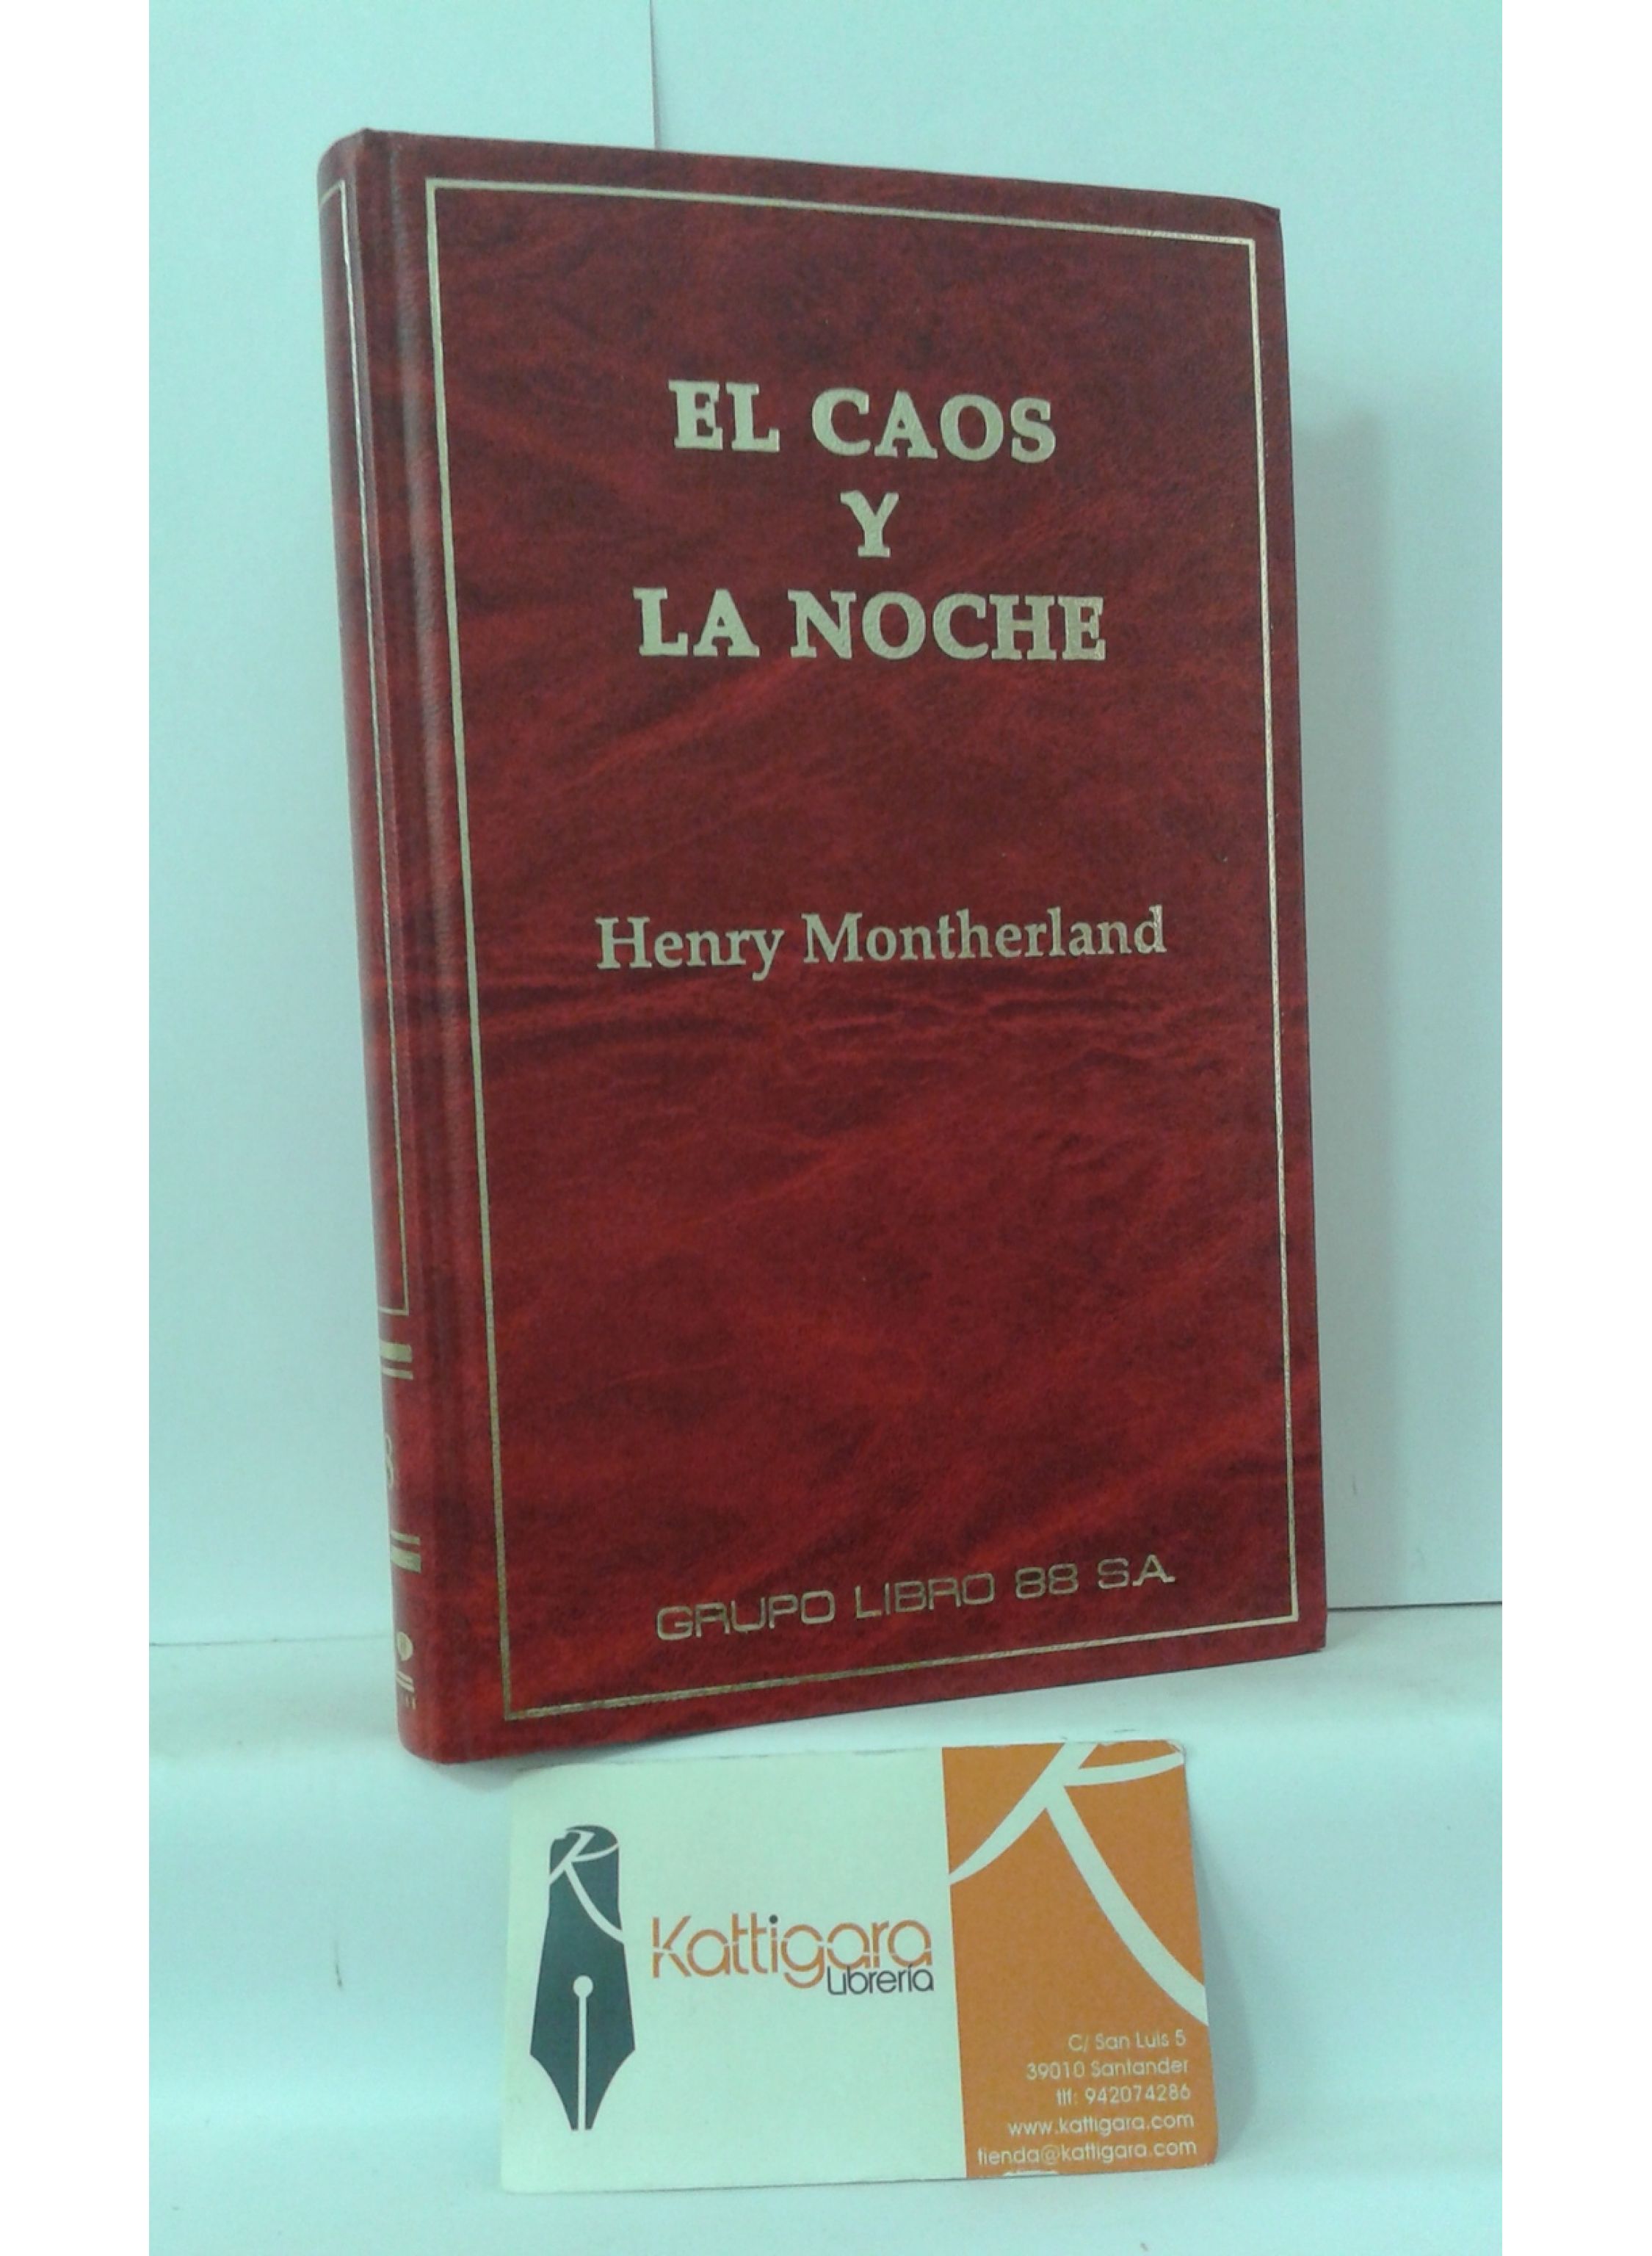 EL CAOS
Y
LA NOCHE
Henry Montherland
GRUPO LIBRO 88 S.A.
Kattigara
Librería
C/ San Luis 5
39010 Santander
tlf: 942074286
www.kattigara.com
tienda@kattigara.com